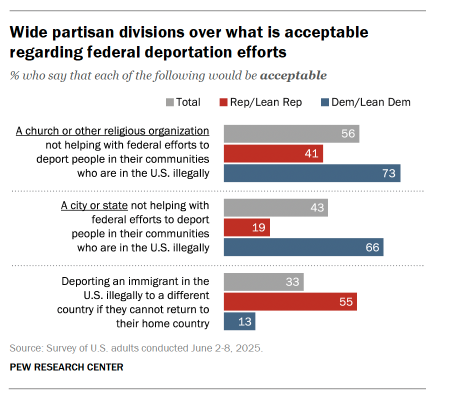 Wide partisan divisions over what is acceptable
regarding federal deportation efforts
% who say that each of the following would be acceptable
Total Rep/Lean Rep Dem/Lean Dem
A church or other religious organization
not helping with federal efforts to
deport people in their communities
who are in the U.S. illegally
56
41
73
A city or state not helping with
federal efforts to deport
people in their communities
who are in the U.S. illegally
43
19
66
Deporting an immigrant in the
U.S. illegally to a different
country if they cannot return to
their home country
33
55
13
Source: Survey of U.S. adults conducted June 2-8, 2025.
PEW RESEARCH CENTER